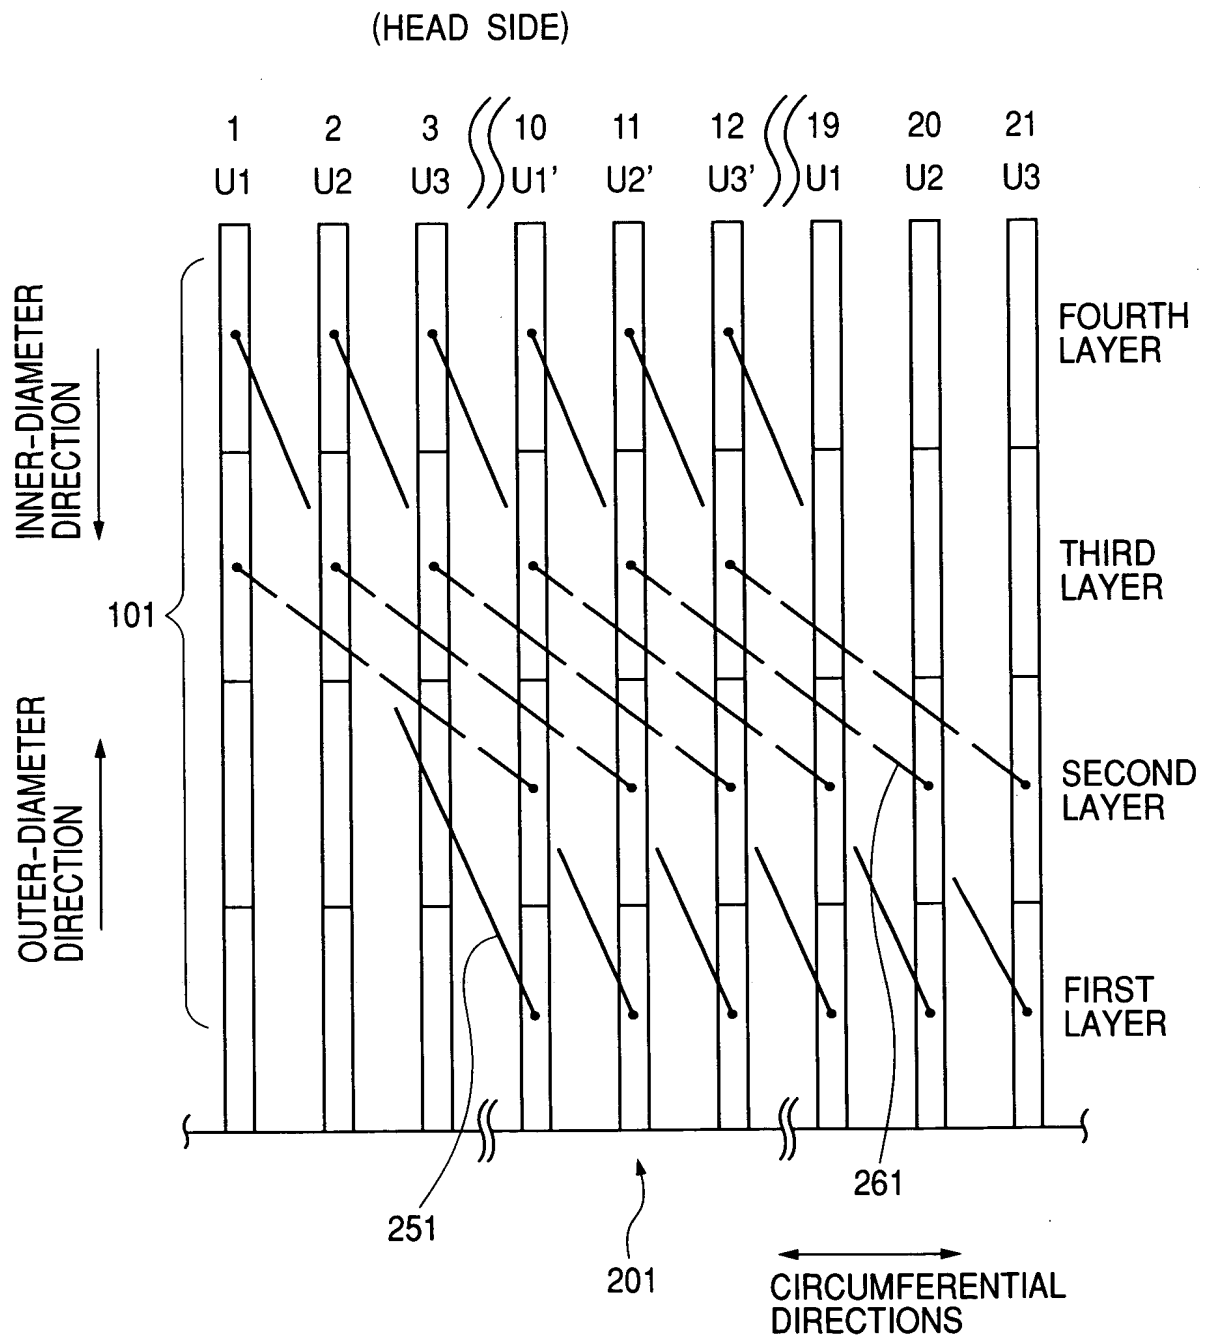 (HEAD SIDE)
1 2 3 10 11 12 19 20 21
U1 U2 U3 U1' U2' U3' U1 U2 U3
INNER-DIAMETER
DIRECTION
FOURTH
LAYER
THIRD
LAYER
101
OUTER-DIAMETER
DIRECTION
SECOND
LAYER
FIRST
LAYER
251
261
201
CIRCUMFERENTIAL
DIRECTIONS